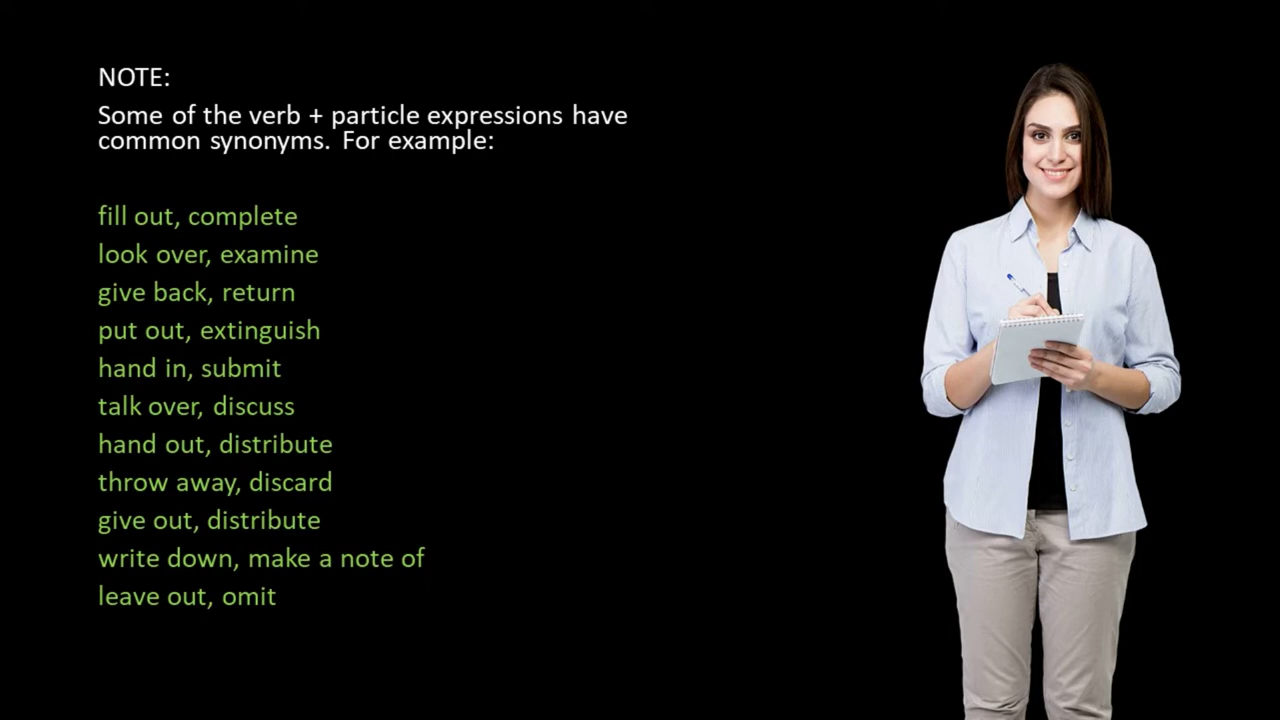 NOTE:
Some of the verb + particle expressions have
common synonyms. For example:
fill out, complete
look over, examine
give back, return
put out, extinguish
hand in, submit
talk over, discuss
hand out, distribute
throw away, discard
give out, distribute
write down, make a note of
leave out, omit